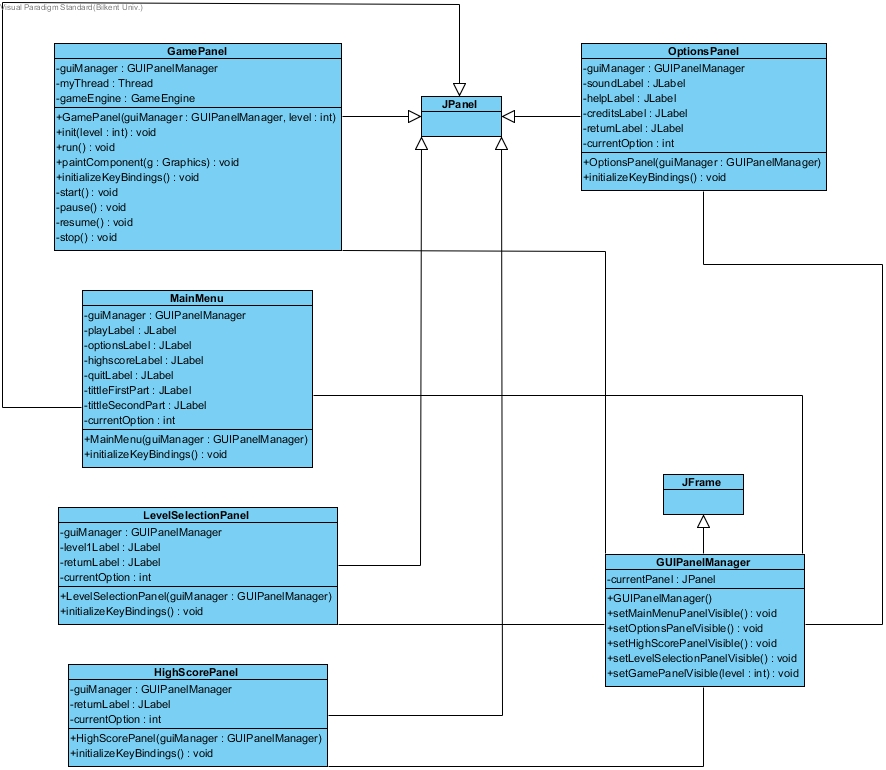 Visual Paradigm Standard(Bilkent Univ.)
GamePanel
-guiManager : GUIPanelManager
-myThread : Thread
-gameEngine : GameEngine
+GamePanel(guiManager : GUIPanelManager, level : int)
+init(level : int) : void
+run() : void
+paintComponent(g : Graphics) : void
+initializeKeyBindings() : void
-start() : void
-pause() : void
-resume() : void
-stop() : void
JPanel
OptionsPanel
-guiManager : GUIPanelManager
-soundLabel : JLabel
-helpLabel : JLabel
-creditsLabel : JLabel
-returnLabel : JLabel
-currentOption : int
+OptionsPanel(guiManager : GUIPanelManager)
+initializeKeyBindings() : void
MainMenu
-guiManager : GUIPanelManager
-playLabel : JLabel
-optionsLabel : JLabel
-highscoreLabel : JLabel
-quitLabel : JLabel
-tittleFirstPart : JLabel
-tittleSecondPart : JLabel
-currentOption : int
+MainMenu(guiManager : GUIPanelManager)
+initializeKeyBindings() : void
LevelSelectionPanel
-guiManager : GUIPanelManager
-level1Label : JLabel
-returnLabel : JLabel
-currentOption : int
+LevelSelectionPanel(guiManager : GUIPanelManager)
+initializeKeyBindings() : void
JFrame
GUIPanelManager
-currentPanel : JPanel
+GUIPanelManager()
+setMainMenuPanelVisible() : void
+setOptionsPanelVisible() : void
+setHighScorePanelVisible() : void
+setLevelSelectionPanelVisible() : void
+setGamePanelVisible(level : int) : void
HighScorePanel
-guiManager : GUIPanelManager
-returnLabel : JLabel
-currentOption : int
+HighScorePanel(guiManager : GUIPanelManager)
+initializeKeyBindings() : void